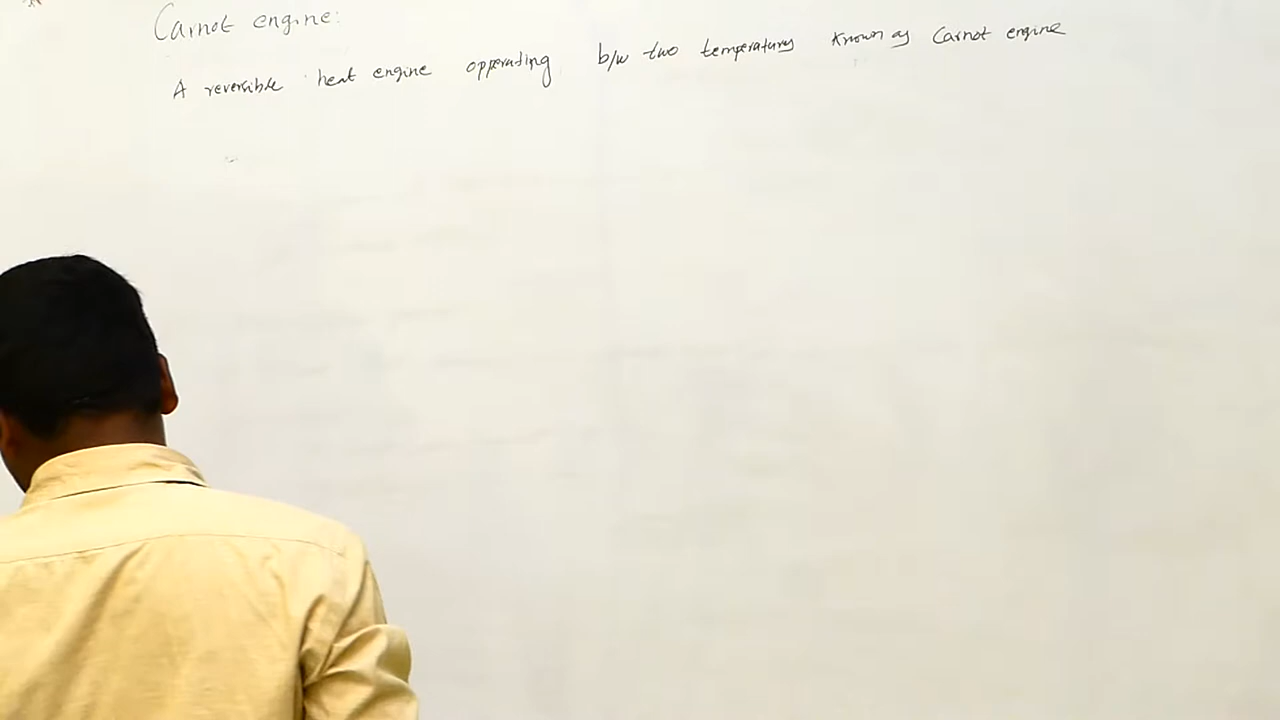 Carnot engine:
A reversible heat engine opperating b/w two temperatures known as Carnot engine